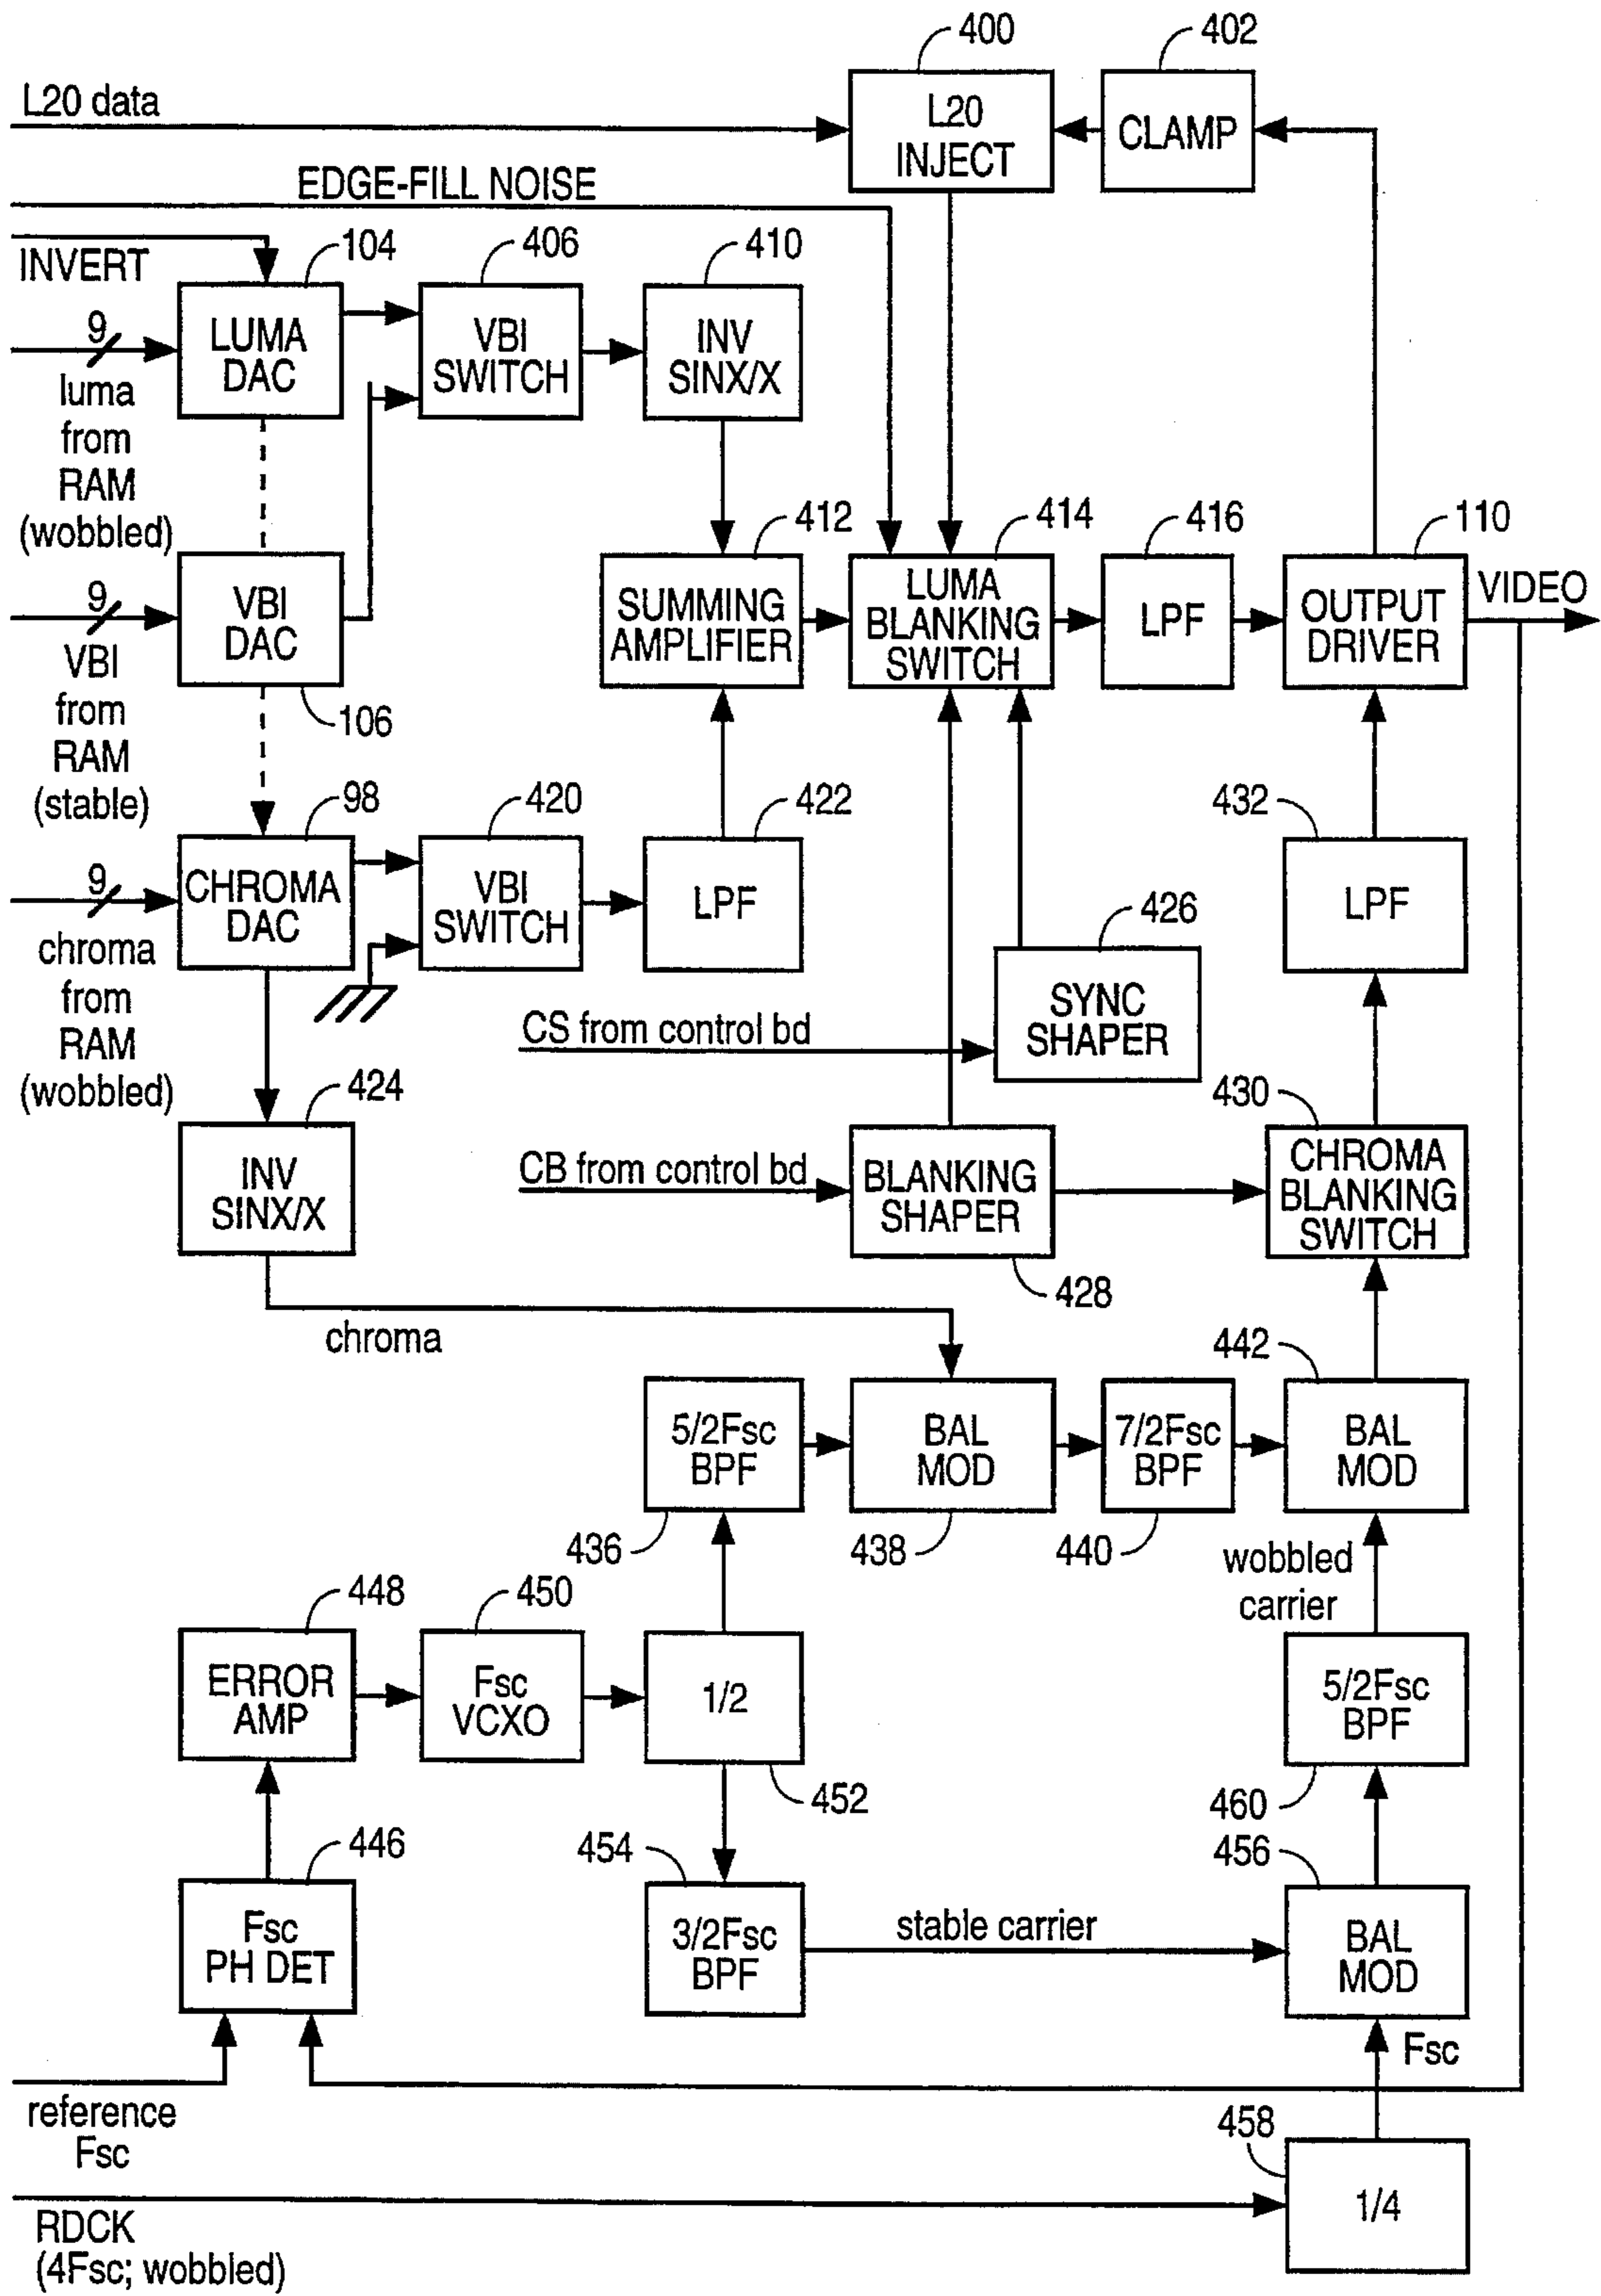 400
402
L20 data
L20
INJECT
CLAMP
EDGE-FILL NOISE
INVERT
104
406
410
9
LUMA
DAC
VBI
SWITCH
INV
SINX/X
luma
from
RAM
(wobbled)
412
414
416
110
9
VBI
DAC
SUMMING
AMPLIFIER
LUMA
BLANKING
SWITCH
LPF
OUTPUT
DRIVER
VIDEO
VBI
from
RAM
(stable)
106
98
420
422
432
9
CHROMA
DAC
VBI
SWITCH
LPF
LPF
426
chroma
from
RAM
(wobbled)
CS from control bd
SYNC
SHAPER
424
430
INV
SINX/X
CB from control bd
BLANKING
SHAPER
CHROMA
BLANKING
SWITCH
428
chroma
442
5/2Fsc
BPF
BAL
MOD
7/2Fsc
BPF
BAL
MOD
436
438
440
wobbled
carrier
448
450
ERROR
AMP
Fsc
VCXO
1/2
5/2Fsc
BPF
452
460
446
454
456
Fsc
PH DET
3/2Fsc
BPF
stable carrier
BAL
MOD
Fsc
reference
Fsc
458
1/4
RDCK
(4Fsc; wobbled)